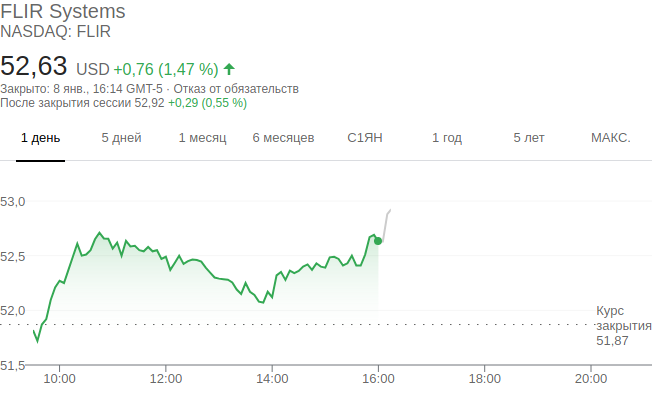 FLIR Systems
NASDAQ: FLIR
52,63 USD +0,76 (1,47 %)
Закрыто: 8 янв., 16:14 GMT-5 · Отказ от обязательств
После закрытия сессии 52,92 +0,29 (0,55 %)
1 день 5 дней 1 месяц 6 месяцев С1ЯН 1 год 5 лет МАКС.
53,0
52,5
52,0
Курс
закрытия
51,87
51,5
10:00 12:00 14:00 16:00 18:00 20:00